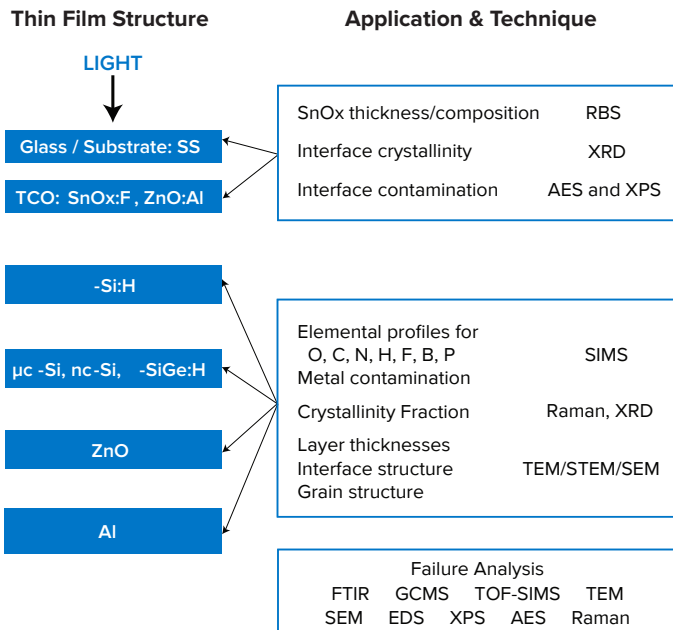 Thin Film Structure
Application & Technique
LIGHT
Glass / Substrate: SS
TCO: SnOx:F , ZnO:Al
-Si:H
µc -Si, nc-Si, -SiGe:H
ZnO
Al
SnOx thickness/composition RBS
Interface crystallinity XRD
Interface contamination AES and XPS
Elemental profiles for
O, C, N, H, F, B, P SIMS
Metal contamination
Crystallinity Fraction Raman, XRD
Layer thicknesses
Interface structure TEM/STEM/SEM
Grain structure
Failure Analysis
FTIR GCMS TOF-SIMS TEM
SEM EDS XPS AES Raman